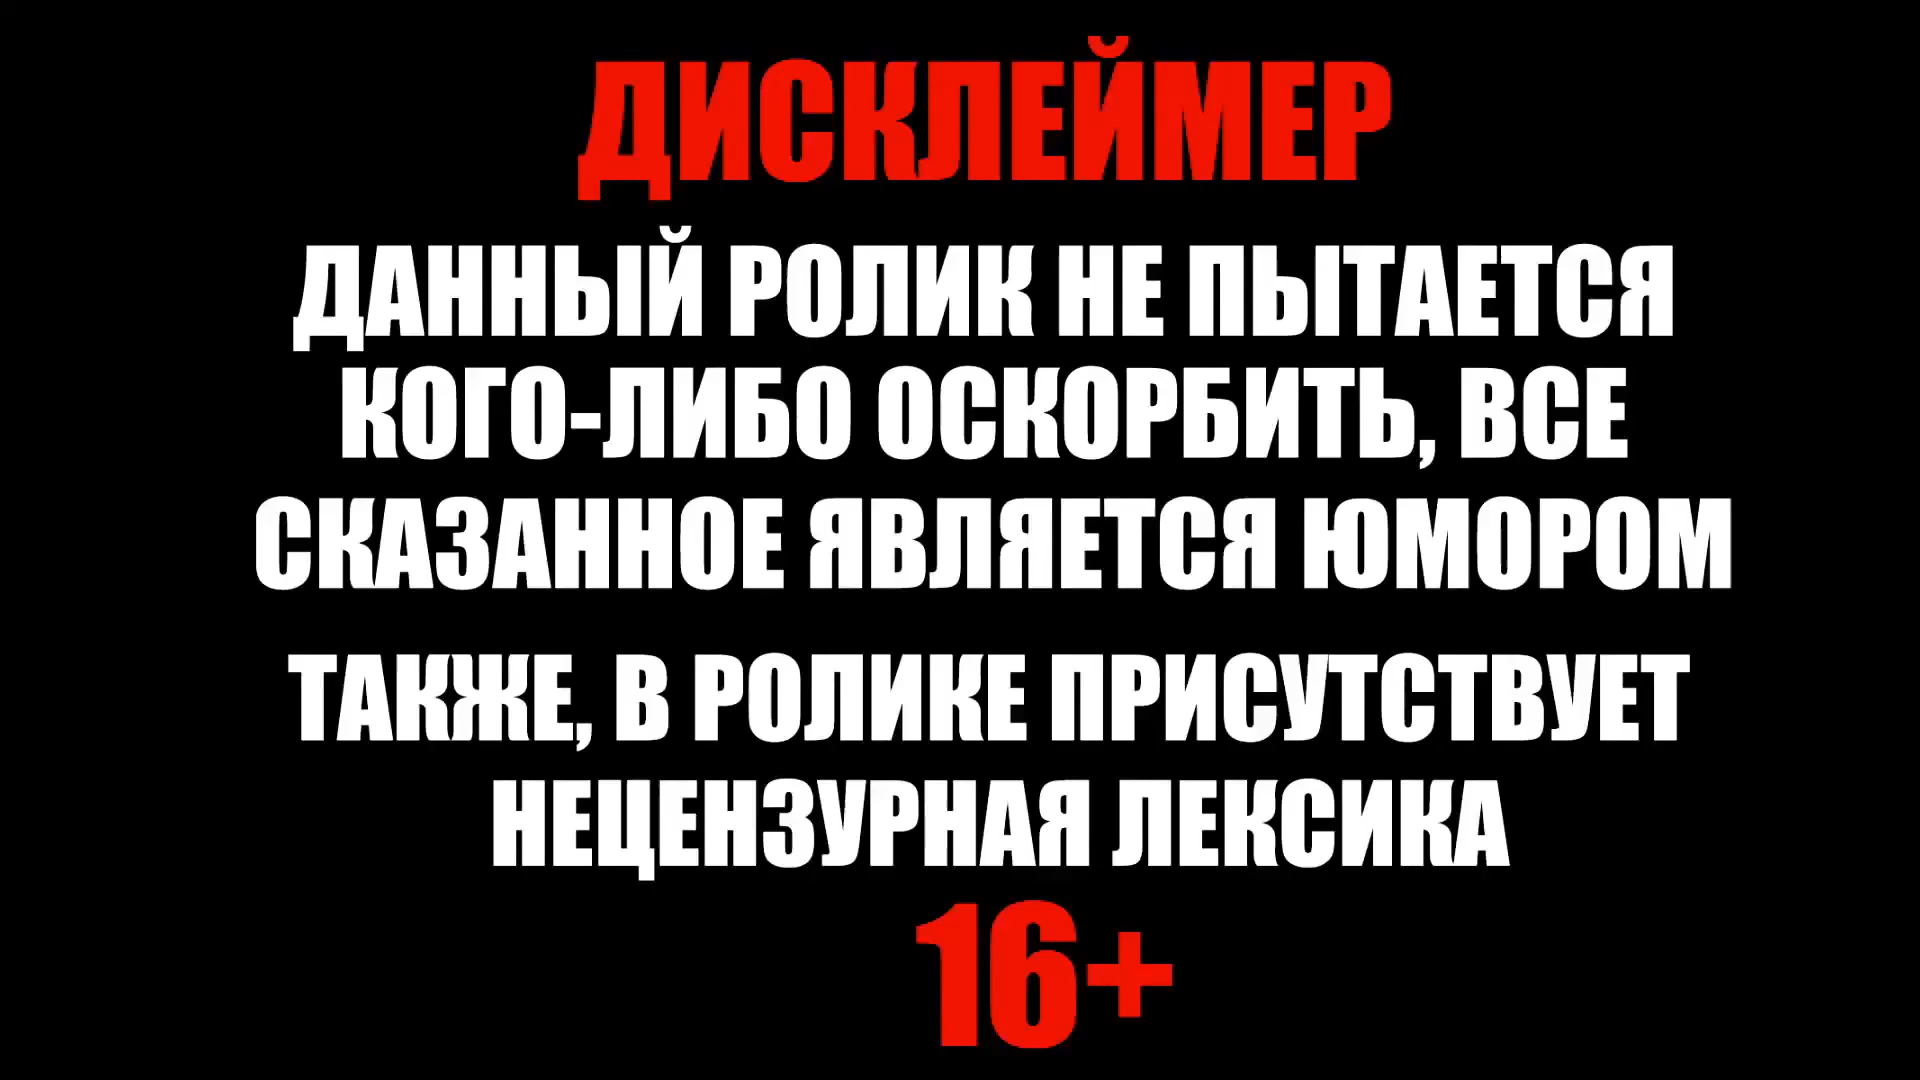 ДИСКЛЕЙМЕР
ДАННЫЙ РОЛИК НЕ ПЫТАЕТСЯ
КОГО-ЛИБО ОСКОРБИТЬ, ВСЕ
СКАЗАННОЕ ЯВЛЯЕТСЯ ЮМОРОМ
ТАКЖЕ, В РОЛИКЕ ПРИСУТСТВУЕТ
НЕЦЕНЗУРНАЯ ЛЕКСИКА
16+